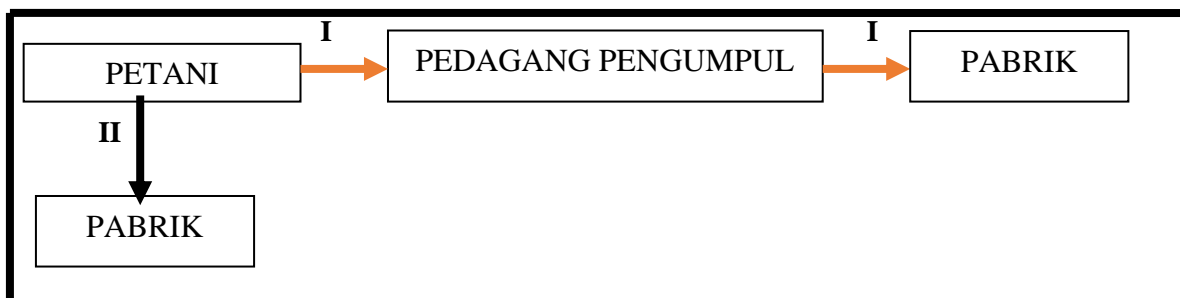 I
I
PETANI
PEDAGANG PENGUMPUL
PABRIK
II
PABRIK